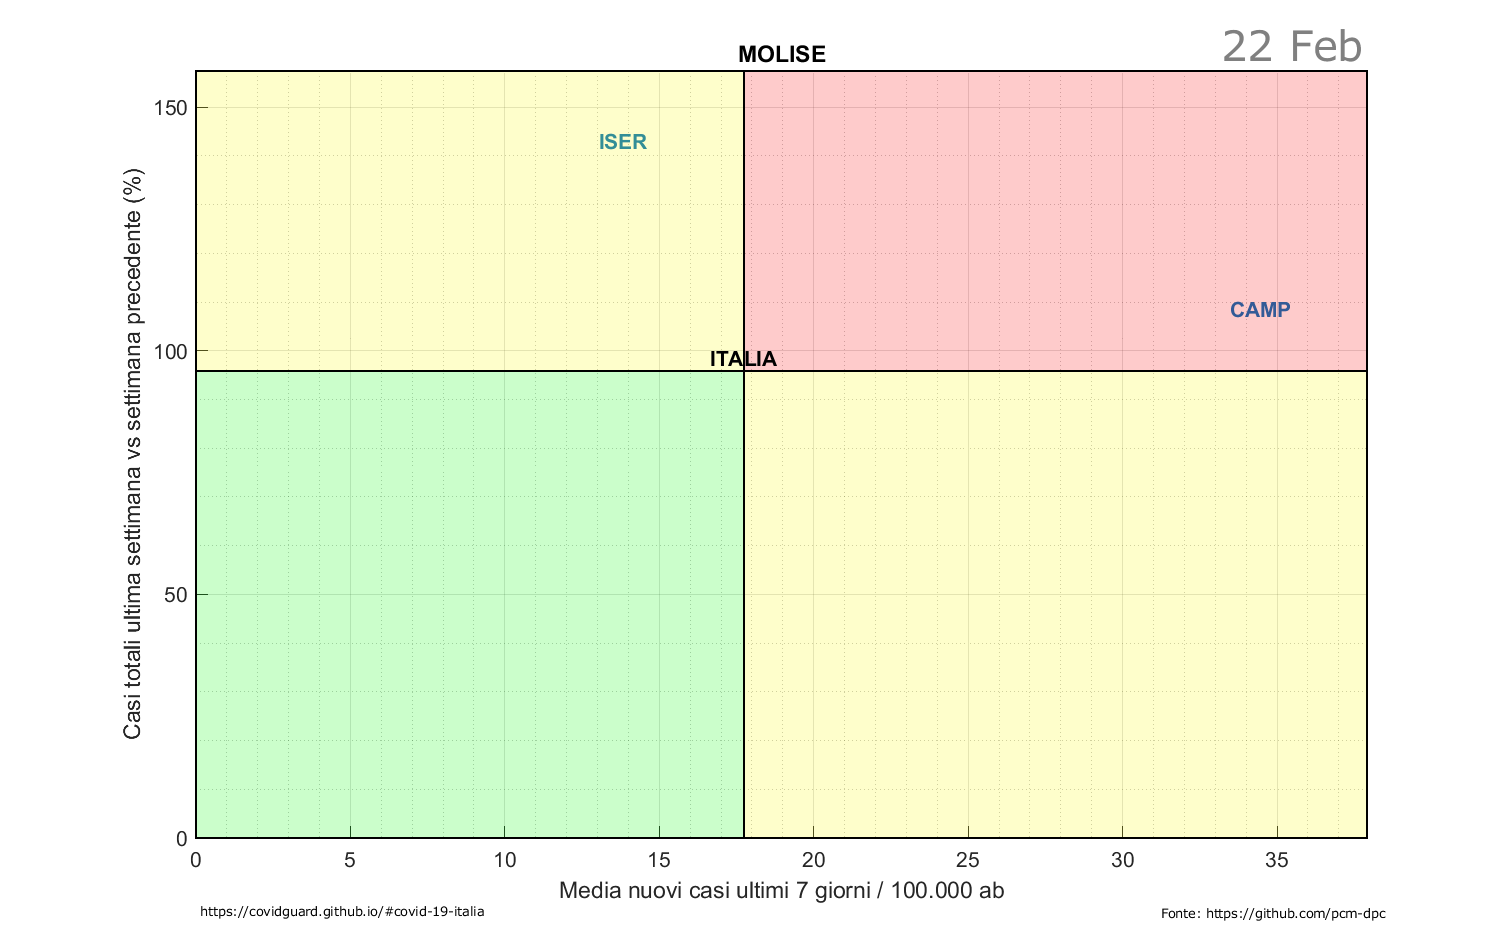 MOLISE
22 Feb
150
ISER
CAMP
100
ITALIA
50
0
0 5 10 15 20 25 30 35
Casi totali ultima settimana vs settimana precedente (%)
Media nuovi casi ultimi 7 giorni / 100.000 ab
https://covidguard.github.io/#covid-19-italia
Fonte: https://github.com/pcm-dpc